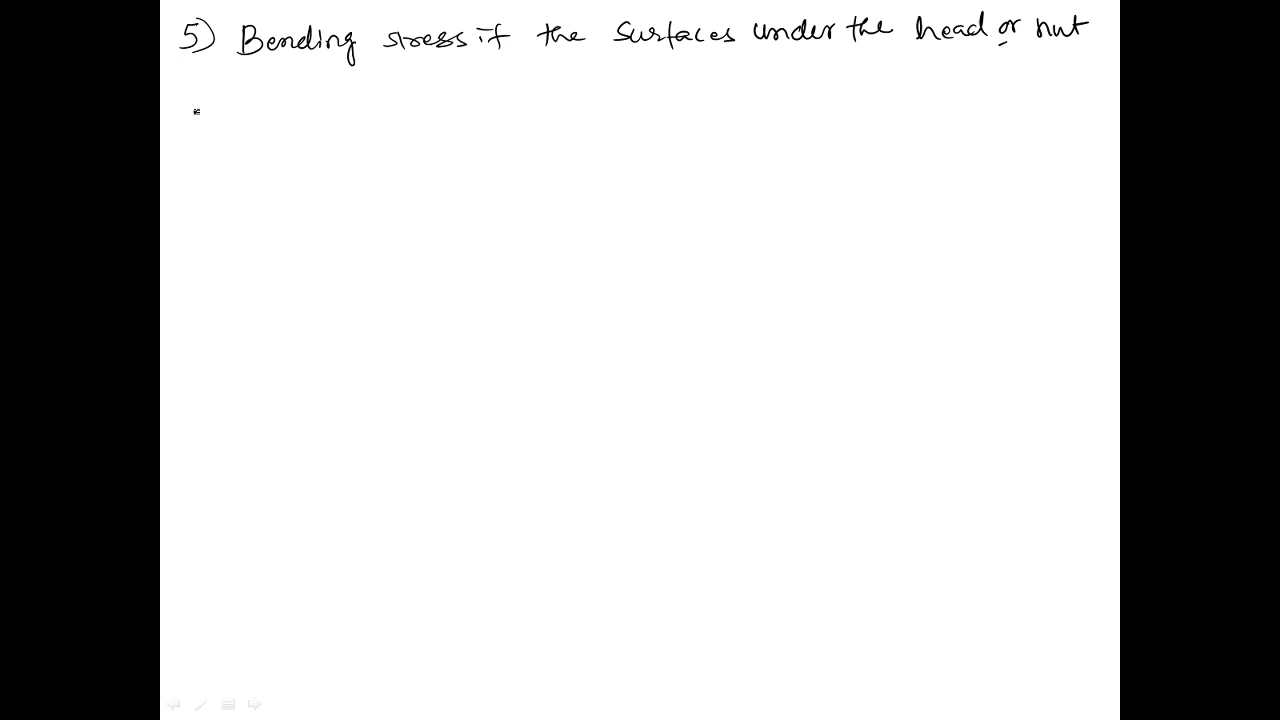 5) Bending stress if the surfaces under the head or nut